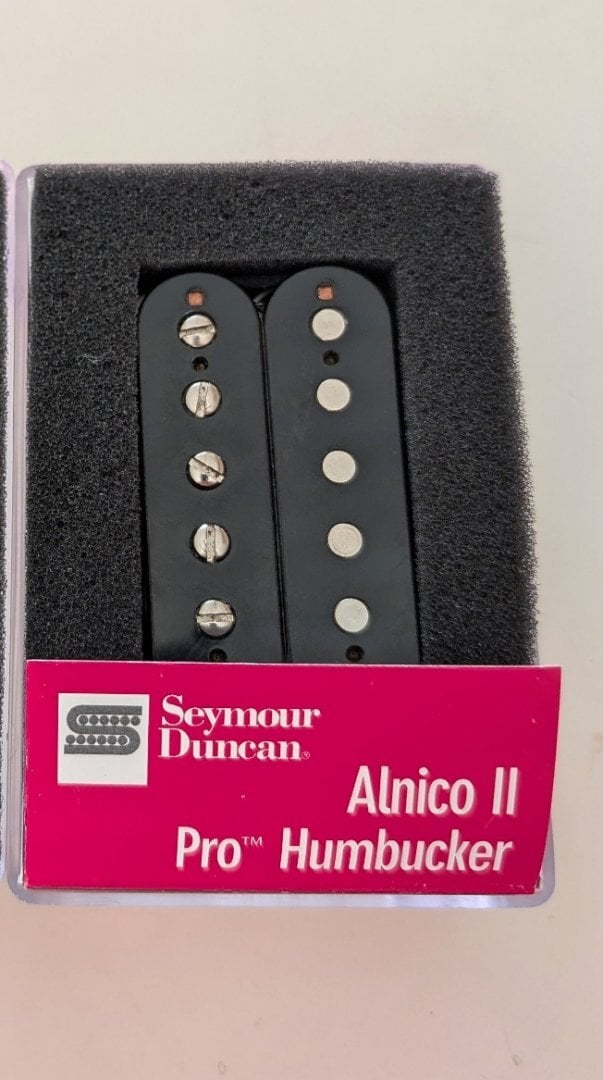 Seymour
Duncan®
Alnico II
Pro™ Humbucker